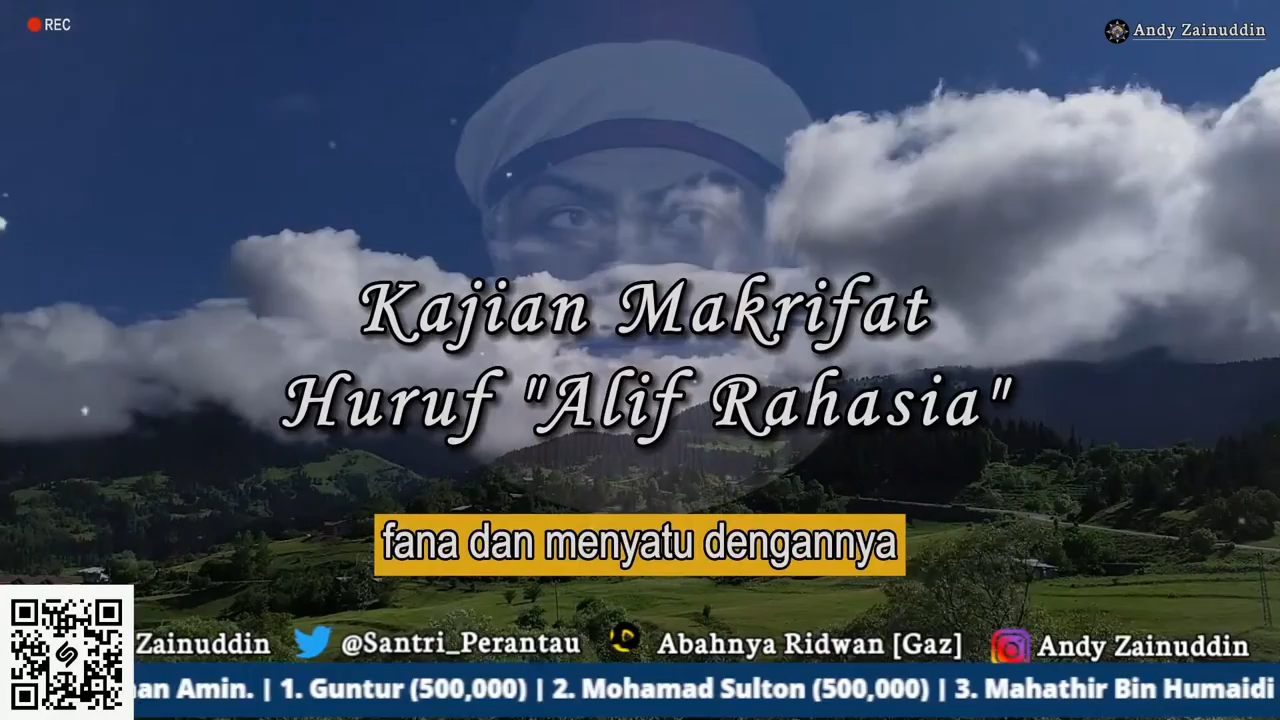 REC
Andy Zainuddin
Kajian Makrifat
Huruf "Alif Rahasia"
fana dan menyatu dengannya
Zainuddin @Santri_Perantau Abahnya Ridwan [Gaz] Andy Zainuddin
Amin. | 1. Guntur (500,000) | 2. Mohamad Sulton (500,000) | 3. Mahathir Bin Humaidi